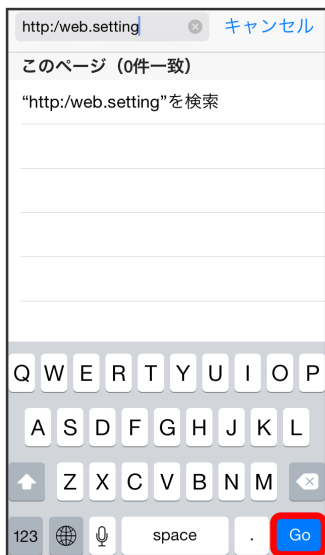 http:/web.setting キャンセル
このページ（0件一致）
“http:/web.setting”を検索
Q W E R T Y U I O P
A S D F G H J K L
Z X C V B N M
123 space . Go